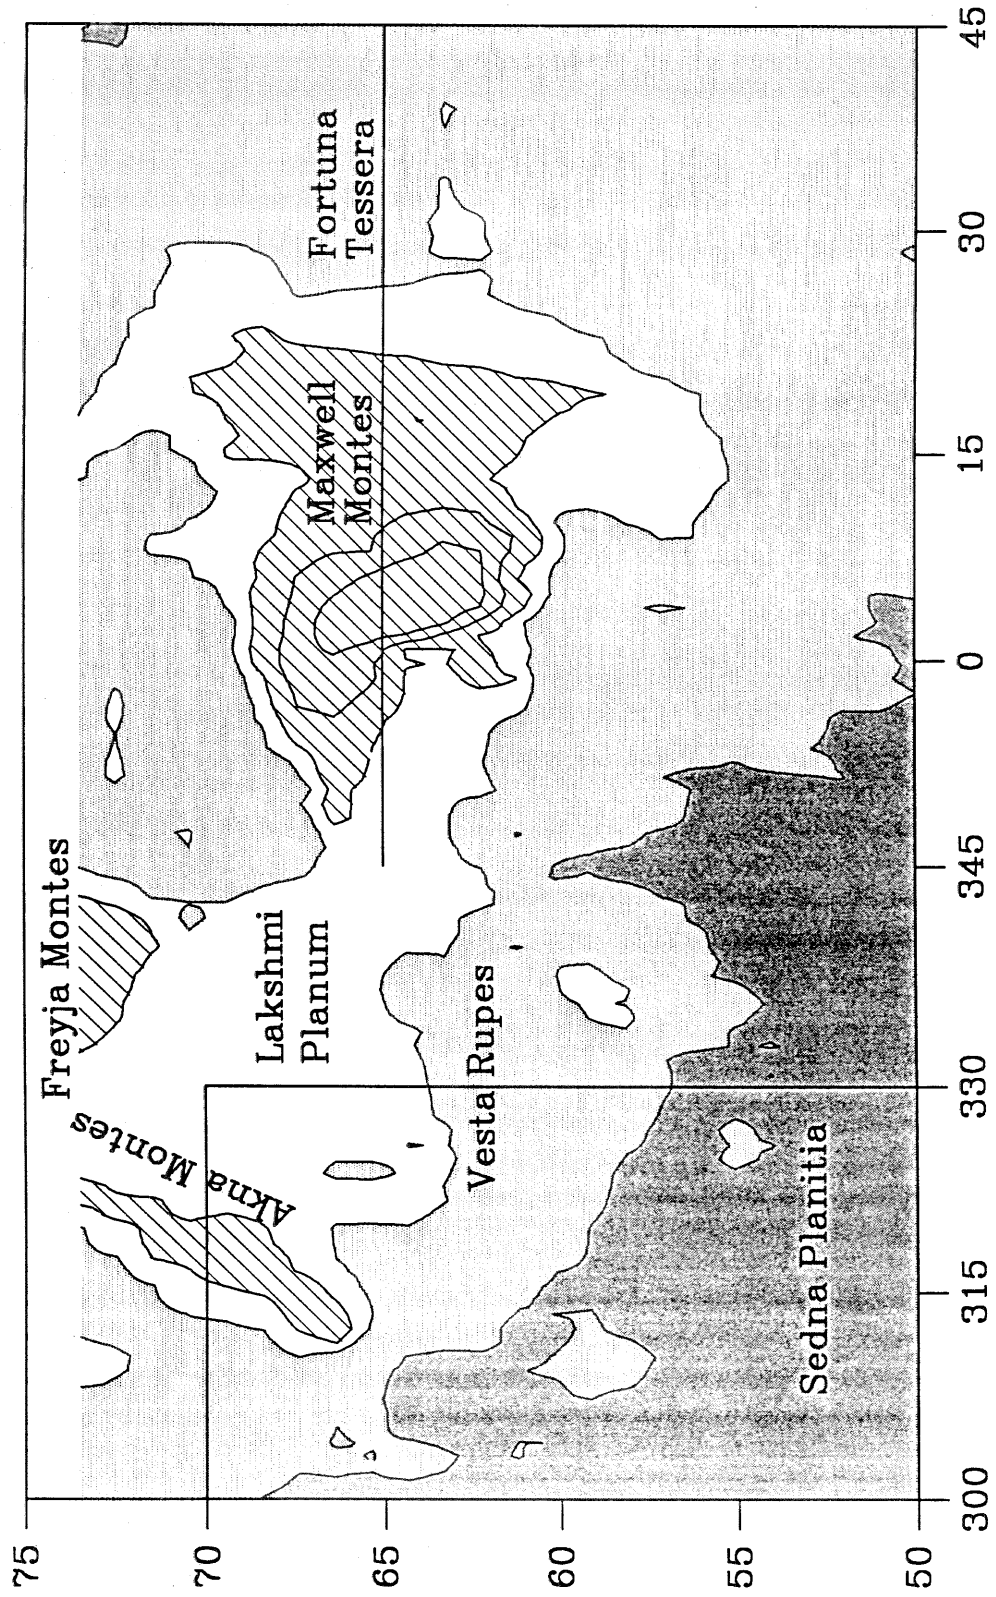 75
70
65
60
55
50
300
315
330
345
0
15
30
45
Freyja Montes
Akna Montes
Lakshmi
Planum
Maxwell
Montes
Fortuna
Tessera
Vesta Rupes
Sedna Planitia